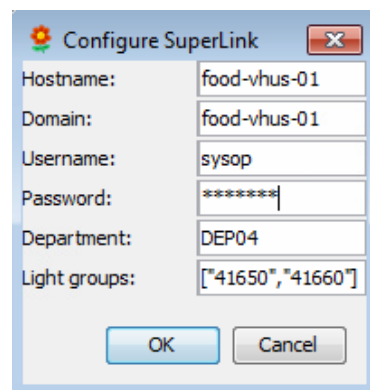 Configure SuperLink
Hostname: food-vhus-01
Domain: food-vhus-01
Username: sysop
Password: *******
Department: DEP04
Light groups: ["41650","41660"]
OK Cancel